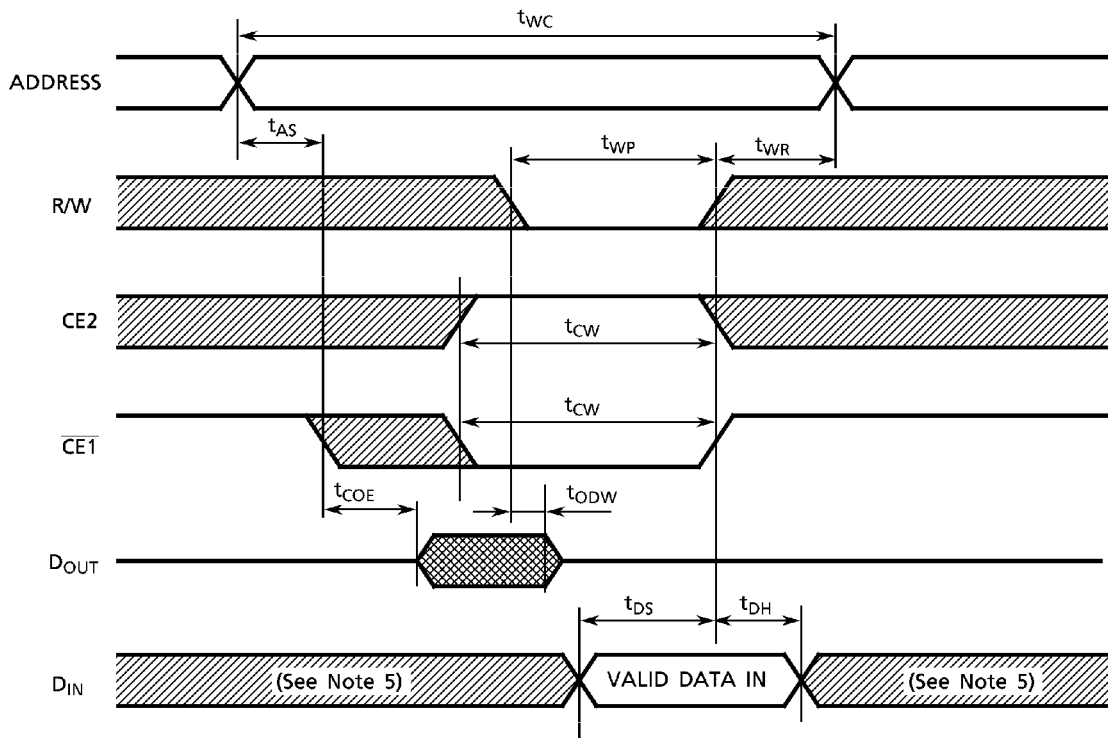 tWC
ADDRESS
tAS
tWP
tWR
R/W
CE2
tCW
CE1
tCW
tCOE
tODW
DOUT
tDS
tDH
DIN
(See Note 5)
VALID DATA IN
(See Note 5)